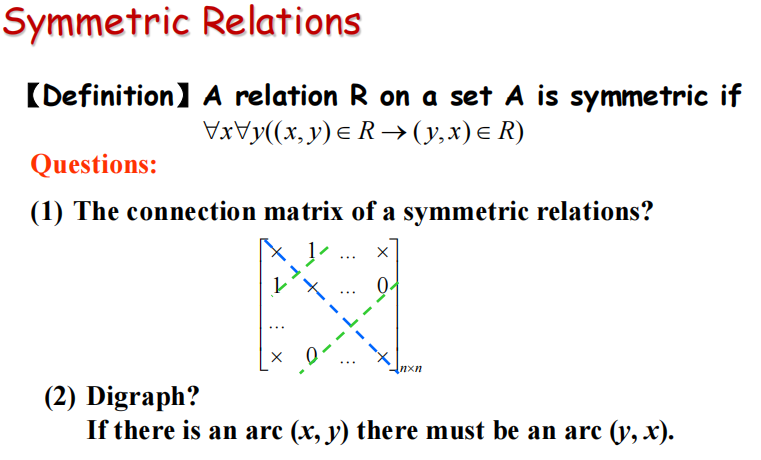 Symmetric Relations
【Definition】 A relation R on a set A is symmetric if
∀x∀y((x, y) ∈ R → (y, x) ∈ R)
Questions:
(1) The connection matrix of a symmetric relations?
× 1 ... ×
1 × ... 0
...
× 0 ... ×
n×n
(2) Digraph?
If there is an arc (x, y) there must be an arc (y, x).